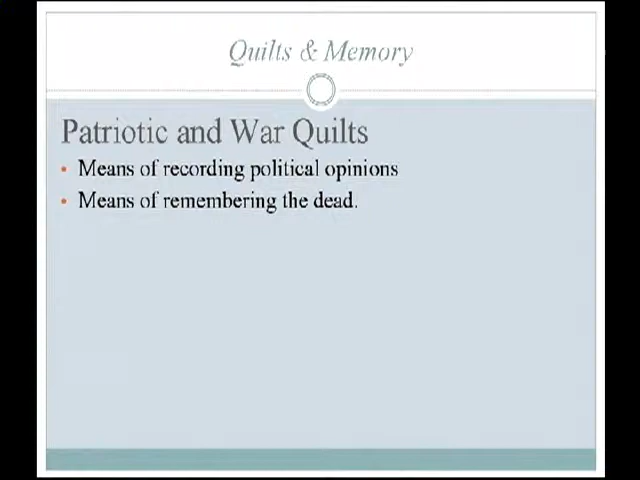 Quilts & Memory
Patriotic and War Quilts
• Means of recording political opinions
• Means of remembering the dead.